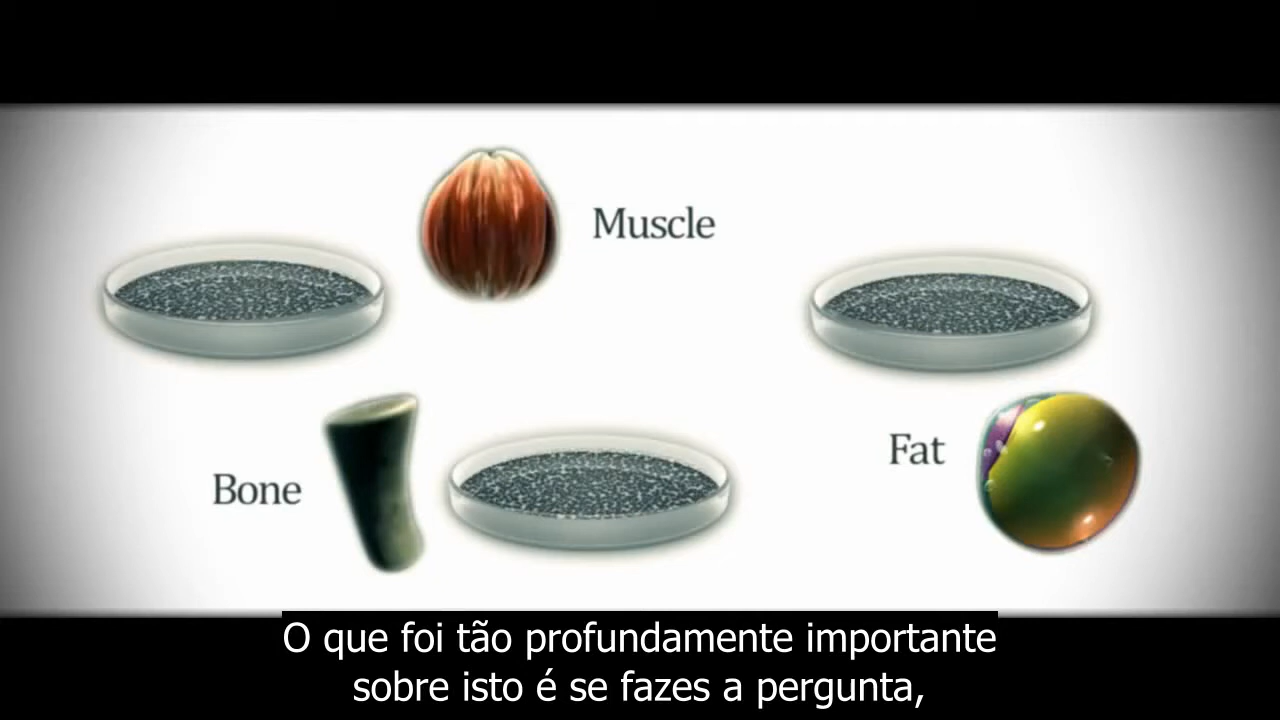 Muscle
Fat
Bone
O que foi tão profundamente importante
sobre isto é se fazes a pergunta,